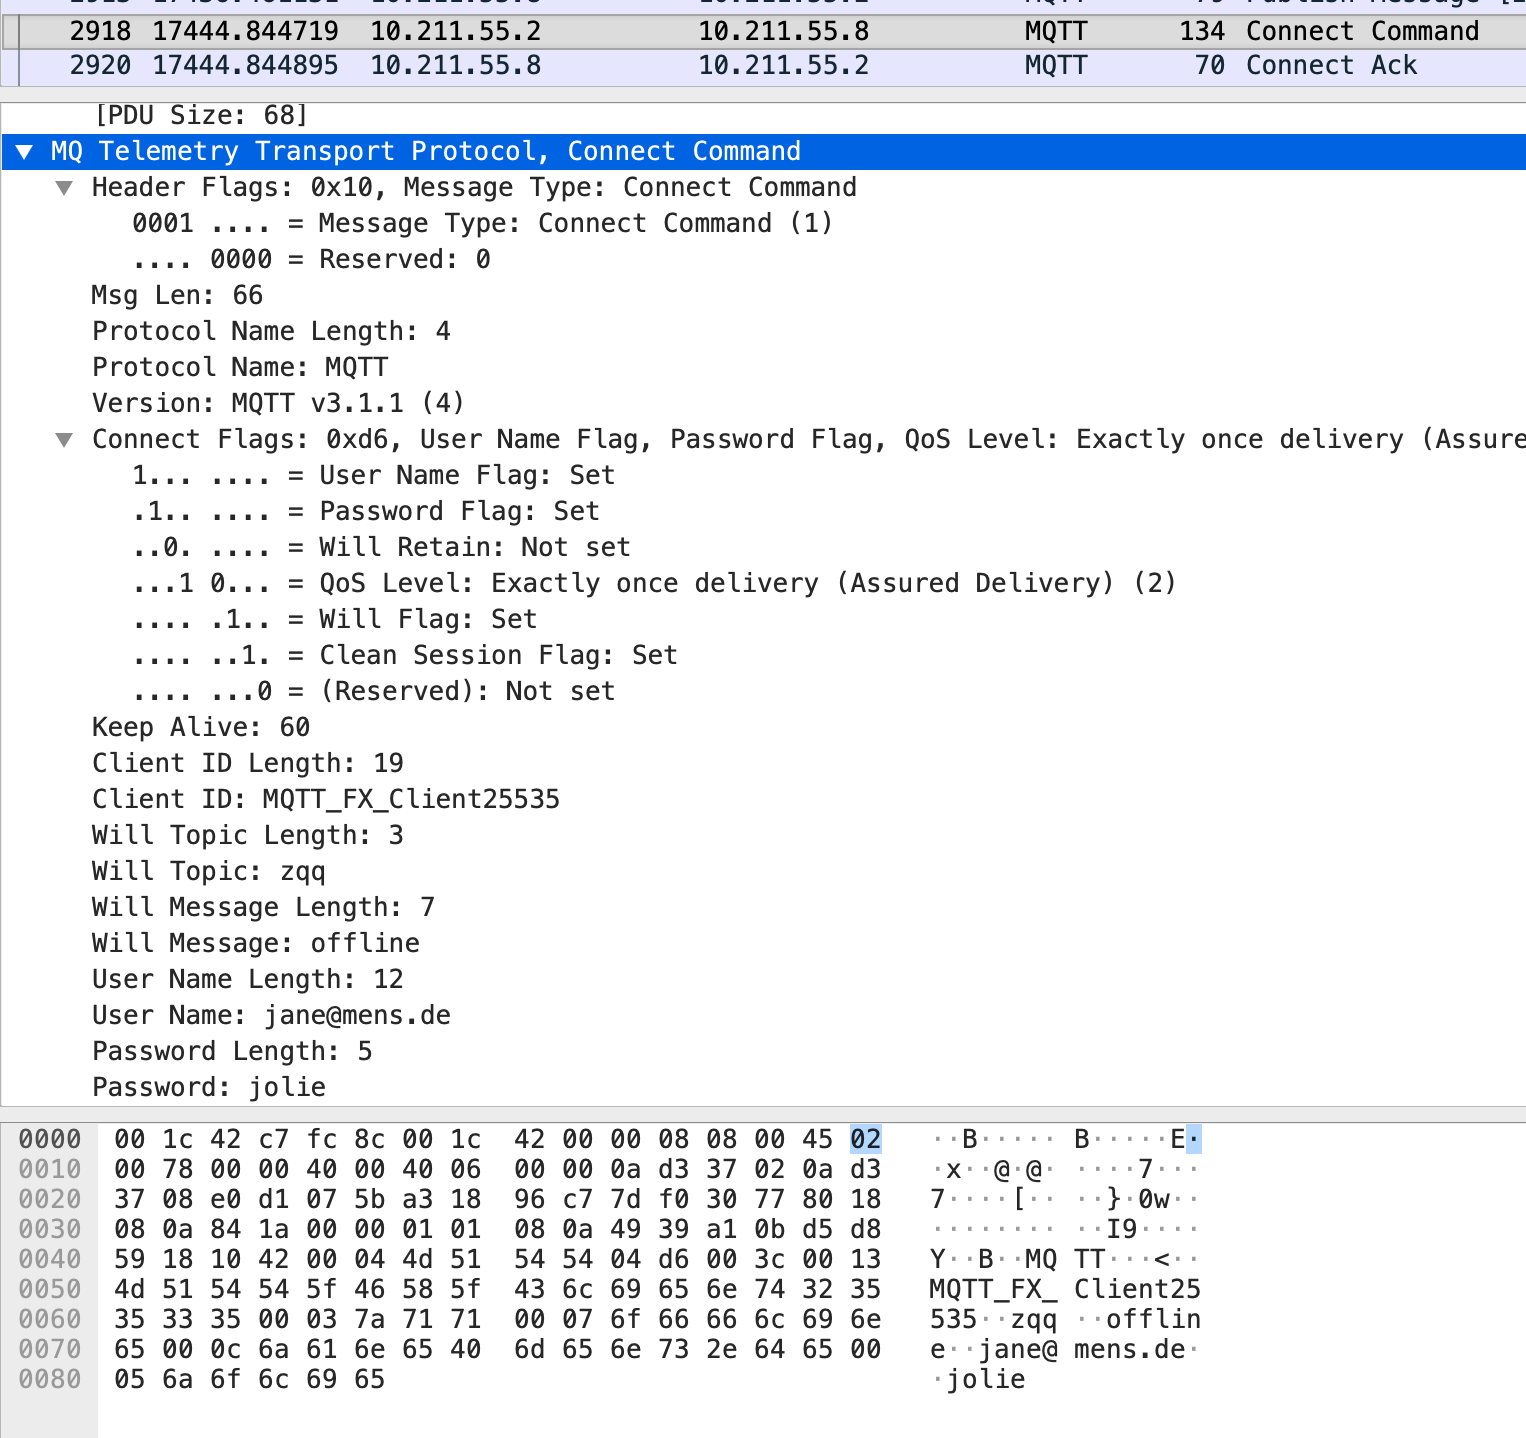 2918 17444.844719 10.211.55.2 10.211.55.8 MQTT 134 Connect Command
2920 17444.844895 10.211.55.8 10.211.55.2 MQTT 70 Connect Ack
[PDU Size: 68]
▼ MQ Telemetry Transport Protocol, Connect Command
▼ Header Flags: 0x10, Message Type: Connect Command
0001 .... = Message Type: Connect Command (1)
.... 0000 = Reserved: 0
Msg Len: 66
Protocol Name Length: 4
Protocol Name: MQTT
Version: MQTT v3.1.1 (4)
▼ Connect Flags: 0xd6, User Name Flag, Password Flag, QoS Level: Exactly once delivery (Assure
1... .... = User Name Flag: Set
.1.. .... = Password Flag: Set
..0. .... = Will Retain: Not set
...1 0... = QoS Level: Exactly once delivery (Assured Delivery) (2)
.... .1.. = Will Flag: Set
.... ..1. = Clean Session Flag: Set
.... ...0 = (Reserved): Not set
Keep Alive: 60
Client ID Length: 19
Client ID: MQTT_FX_Client25535
Will Topic Length: 3
Will Topic: zqq
Will Message Length: 7
Will Message: offline
User Name Length: 12
User Name: jane@mens.de
Password Length: 5
Password: jolie
0000 00 1c 42 c7 fc 8c 00 1c 42 00 00 08 08 00 45 02 ··B····· B·····E·
0010 00 78 00 00 40 00 40 06 00 00 0a d3 37 02 0a d3 ·x··@·@· ····7···
0020 37 08 e0 d1 07 5b a3 18 96 c7 7d f0 30 77 80 18 7····[·· ··}·0w··
0030 08 0a 84 1a 00 00 01 01 08 0a 49 39 a1 0b d5 d8 ········ ··I9····
0040 59 18 10 42 00 04 4d 51 54 54 04 d6 00 3c 00 13 Y··B··MQ TT···<··
0050 4d 51 54 54 5f 46 58 5f 43 6c 69 65 6e 74 32 35 MQTT_FX_ Client25
0060 35 33 35 00 03 7a 71 71 00 07 6f 66 66 6c 69 6e 535··zqq ··offlin
0070 65 00 0c 6a 61 6e 65 40 6d 65 6e 73 2e 64 65 00 e··jane@ mens.de·
0080 05 6a 6f 6c 69 65 ·jolie